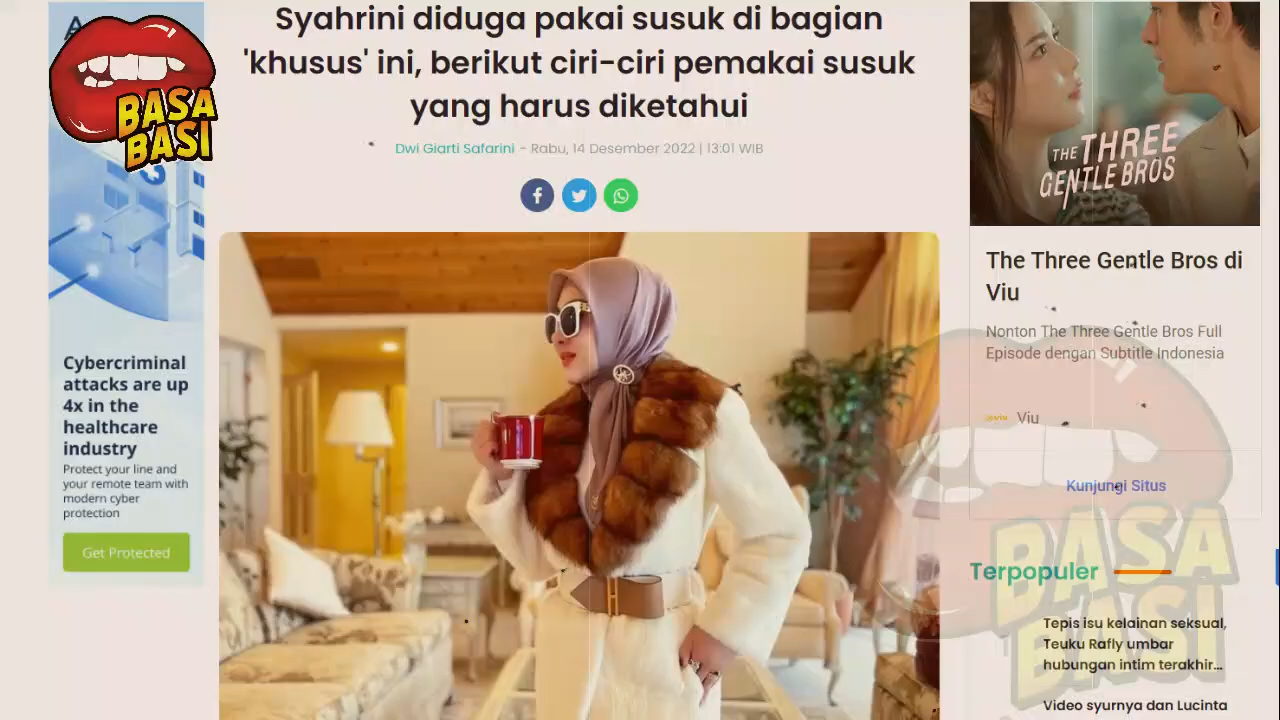 BASA
BASI
Syahrini diduga pakai susuk di bagian
'khusus' ini, berikut ciri-ciri pemakai susuk
yang harus diketahui
Dwi Giarti Safarini - Rabu, 14 Desember 2022 | 13:01 WIB
Cybercriminal
attacks are up
4x in the
healthcare
industry
Protect your line and
your remote team with
modern cyber
protection
Get Protected
THE THREE
GENTLE BROS
The Three Gentle Bros di
Viu
Nonton The Three Gentle Bros Full
Episode dengan Subtitle Indonesia
Viu
Kunjungi Situs
BASA
BASI
Terpopuler
Tepis isu kelainan seksual,
Teuku Rafly umbar
hubungan intim terakhir...
Video syurnya dan Lucinta